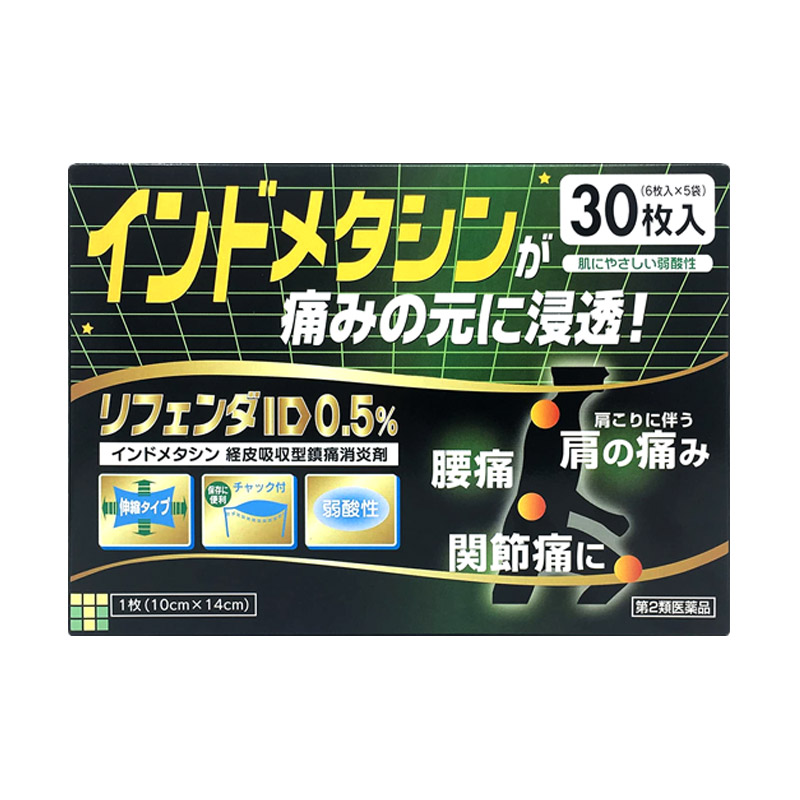 インドメタシンが
痛みの元に浸透!
(6枚入×5袋)
30枚入
肌にやさしい弱酸性
リフェンダID0.5%
インドメタシン 経皮吸収型鎮痛消炎剤
伸縮タイプ
保存に便利
チャック付
弱酸性
肩こりに伴う
肩の痛み
腰痛
関節痛に
1枚(10cm×14cm)
第2類医薬品